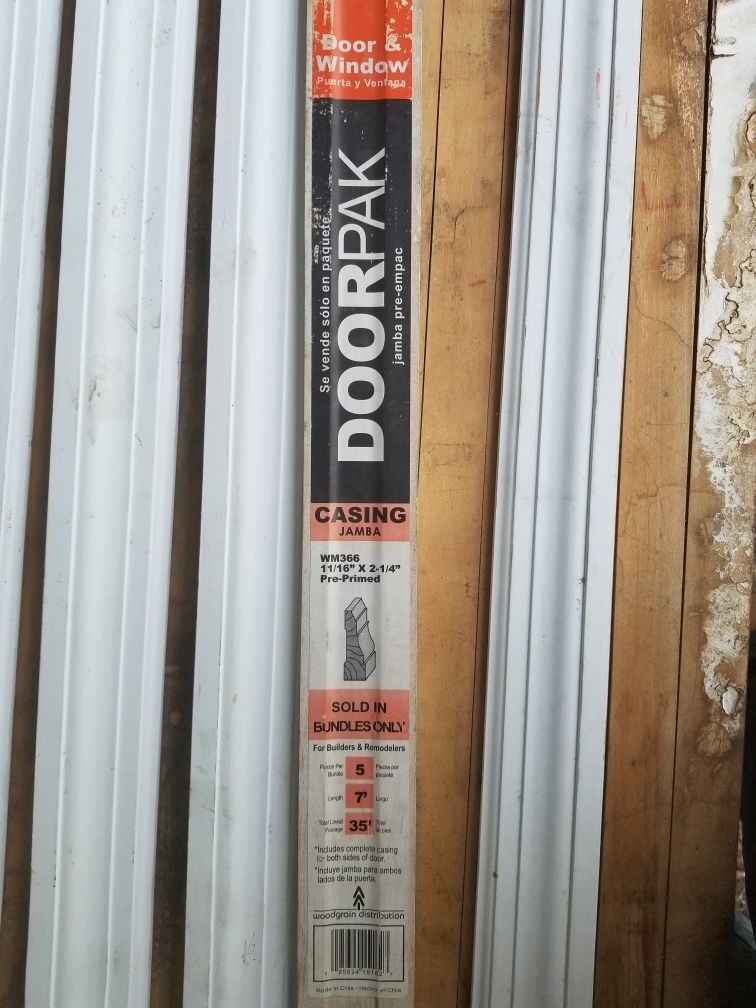 Door &
Window
Puerta y Ventana
Se vende sólo en paquete
DOORPAK
jamba pre-empac
CASING
JAMBA
WM366
11/16" X 2-1/4"
Pre-Primed
SOLD IN
BUNDLES ONLY
For Builders & Remodelers
Pieces Per Bundle 5 Piezas por paquete
Length 7' Largo
Total Lineal Footage 35' Total de pies
*Includes complete casing
for both sides of door.
*Incluye jamba para ambos
lados de la puerta.
woodgrain distribution
95624 15162
Made in Chile - Hecho en Chile